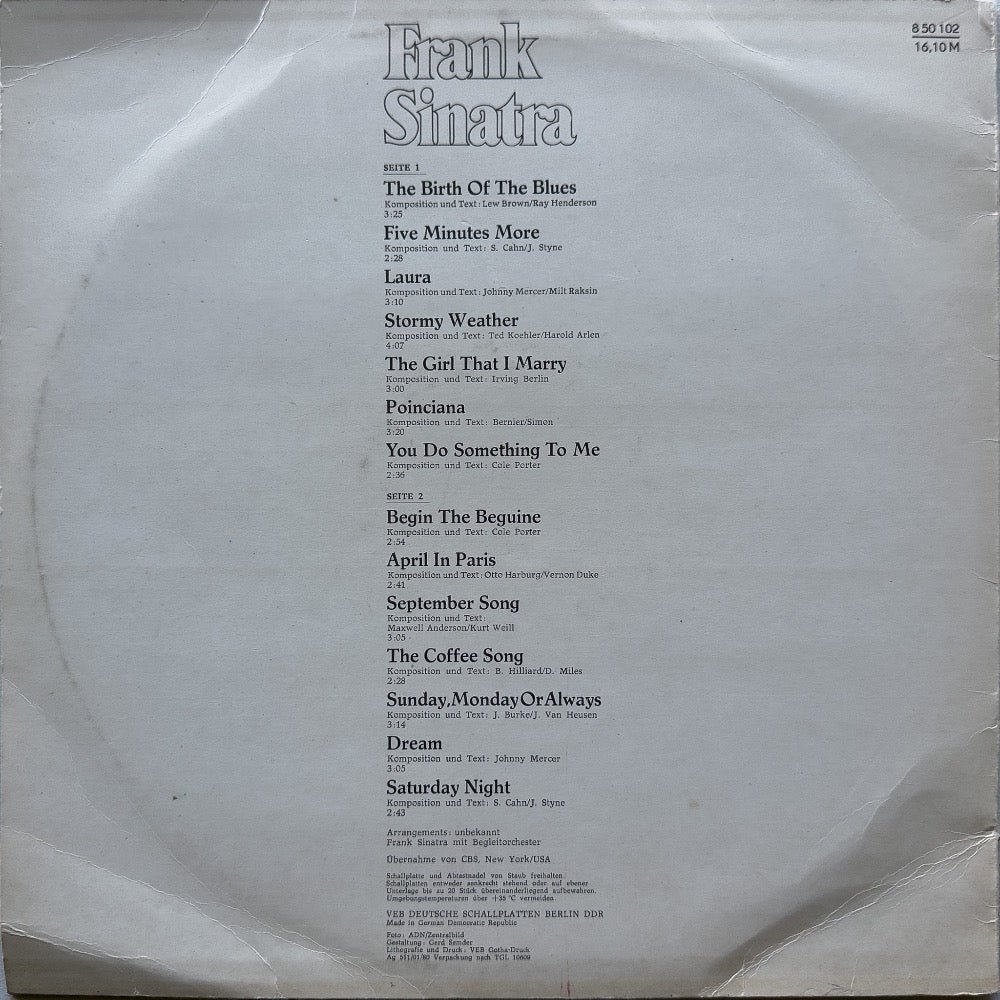 Frank
Sinatra
8 50 102
16,10 M
SEITE 1
The Birth Of The Blues
Komposition und Text: Lew Brown/Ray Henderson
3:25
Five Minutes More
Komposition und Text: S. Cahn/J. Styne
2:28
Laura
Komposition und Text: Johnny Mercer/Milt Raksin
3:10
Stormy Weather
Komposition und Text: Ted Koehler/Harold Arlen
4:07
The Girl That I Marry
Komposition und Text: Irving Berlin
3:00
Poinciana
Komposition und Text: Bernier/Simon
3:20
You Do Something To Me
Komposition und Text: Cole Porter
2:36
SEITE 2
Begin The Beguine
Komposition und Text: Cole Porter
2:54
April In Paris
Komposition und Text: Otto Harburg/Vernon Duke
2:41
September Song
Komposition und Text:
Maxwell Anderson/Kurt Weill
3:05
The Coffee Song
Komposition und Text: B. Hilliard/D. Miles
2:28
Sunday, Monday Or Always
Komposition und Text: J. Burke/J. Van Heusen
3:14
Dream
Komposition und Text: Johnny Mercer
3:05
Saturday Night
Komposition und Text: S. Cahn/J. Styne
2:43
Arrangements: unbekannt
Frank Sinatra mit Begleitorchester
Übernahme von CBS, New York/USA
Schallplatte und Abtastnadel von Staub freihalten.
Schallplatten entweder senkrecht stehend oder auf ebener
Unterlage bis zu 20 Stück übereinanderliegend aufbewahren.
Umgebungstemperaturen über +35 °C vermeiden.
VEB DEUTSCHE SCHALLPLATTEN BERLIN DDR
Made in German Democratic Republic
Foto: ADN/Zentralbild
Gestaltung: Gerd Semder
Lithografie und Druck: VEB Gotha-Druck
Ag 511/01/80 Verpackung nach TGL 10609